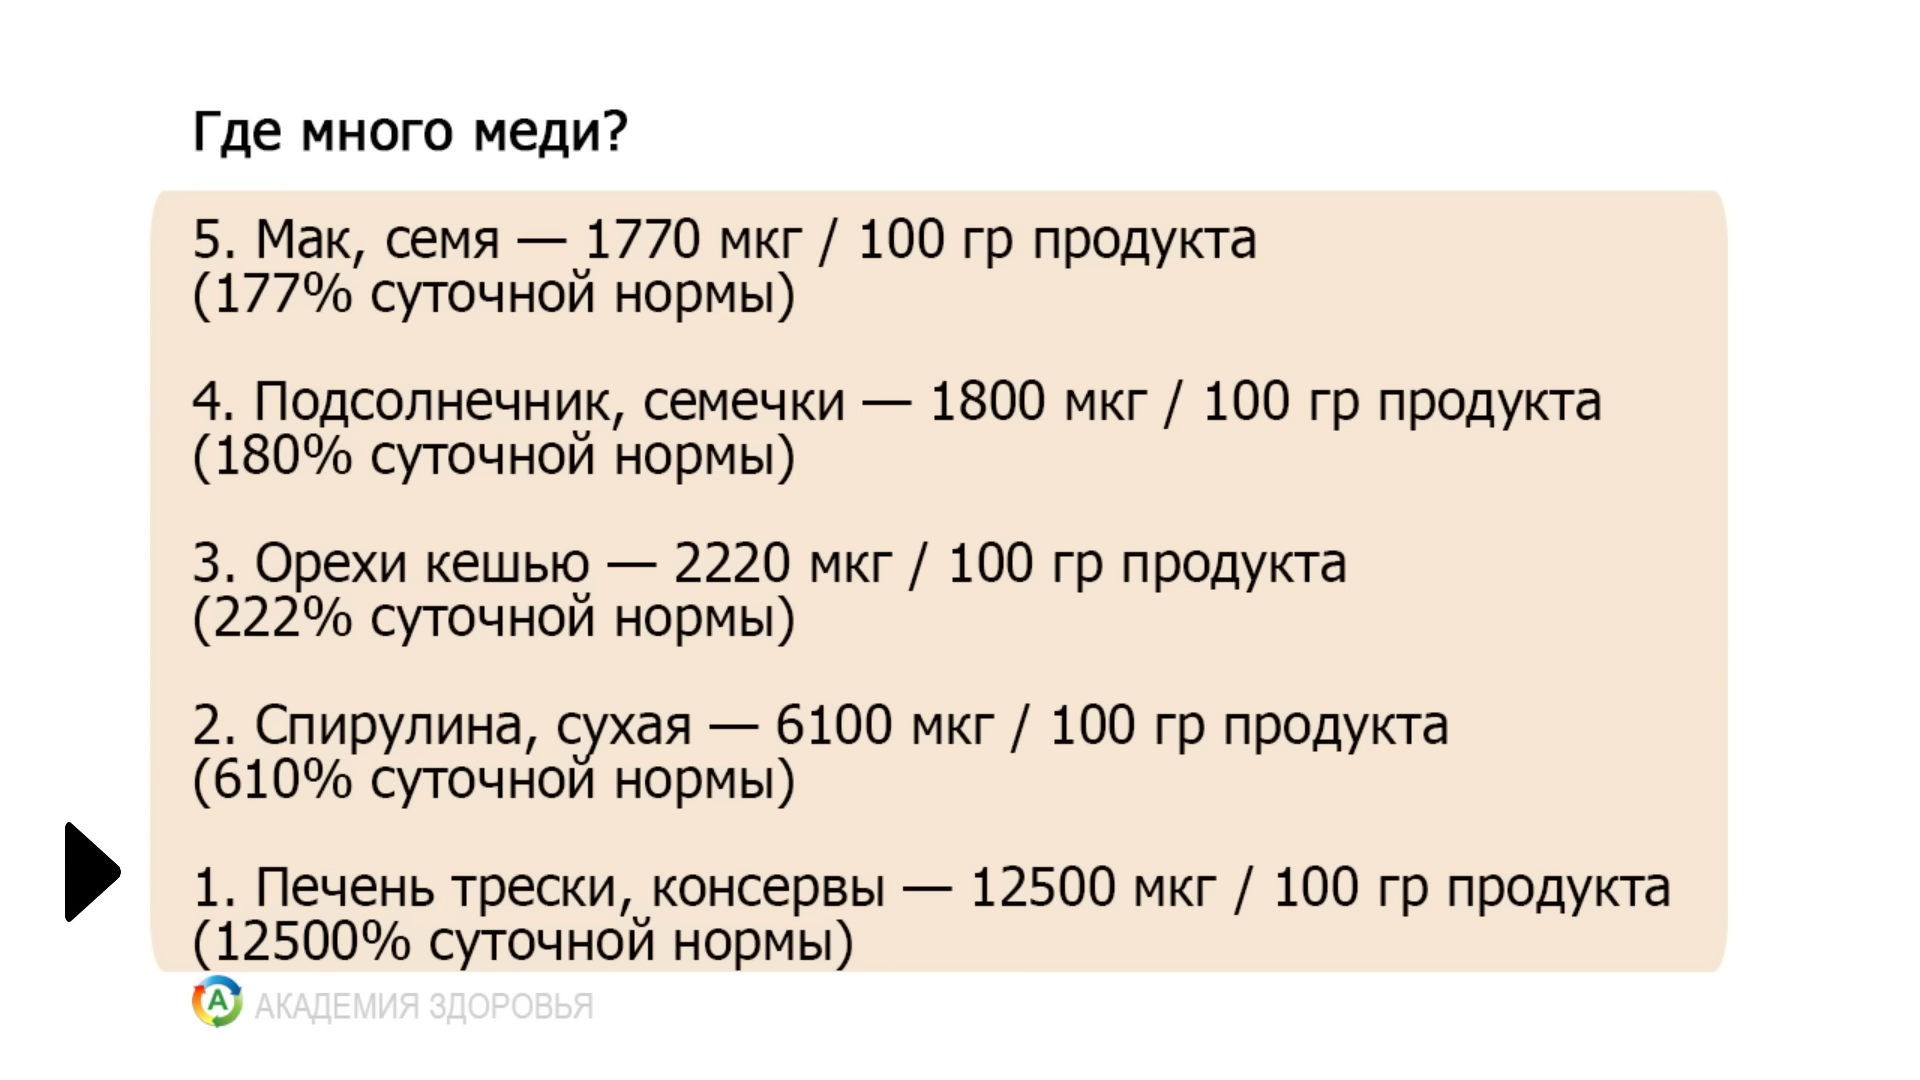 Где много меди?
5. Мак, семя — 1770 мкг / 100 гр продукта
(177% суточной нормы)
4. Подсолнечник, семечки — 1800 мкг / 100 гр продукта
(180% суточной нормы)
3. Орехи кешью — 2220 мкг / 100 гр продукта
(222% суточной нормы)
2. Спирулина, сухая — 6100 мкг / 100 гр продукта
(610% суточной нормы)
1. Печень трески, консервы — 12500 мкг / 100 гр продукта
(12500% суточной нормы)
А АКАДЕМИЯ ЗДОРОВЬЯ